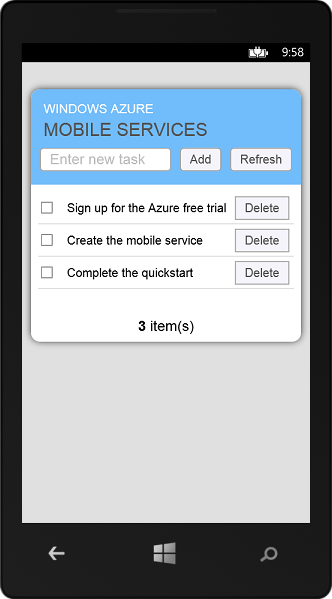 9:58
WINDOWS AZURE
MOBILE SERVICES
Enter new task Add Refresh
Sign up for the Azure free trial Delete
Create the mobile service Delete
Complete the quickstart Delete
3 item(s)